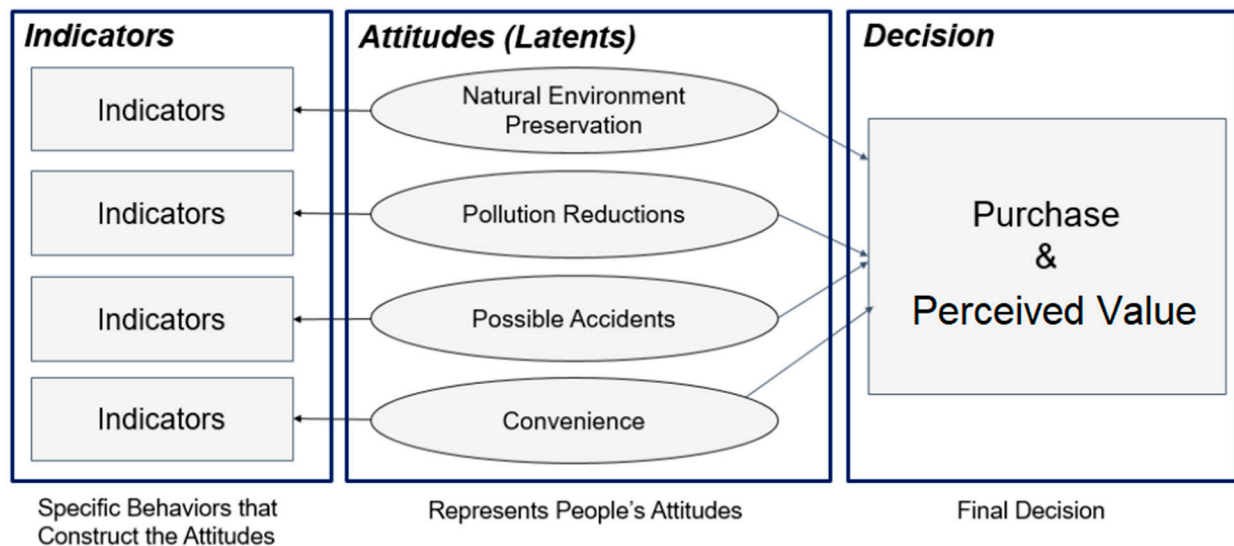 Indicators
Indicators
Indicators
Indicators
Indicators
Specific Behaviors that
Construct the Attitudes
Attitudes (Latents)
Natural Environment
Preservation
Pollution Reductions
Possible Accidents
Convenience
Represents People’s Attitudes
Decision
Purchase
&
Perceived Value
Final Decision